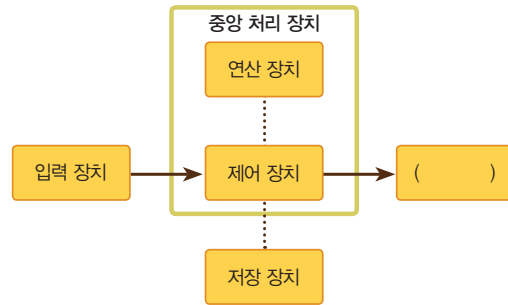 중앙 처리 장치
연산 장치
입력 장치
제어 장치
( )
저장 장치